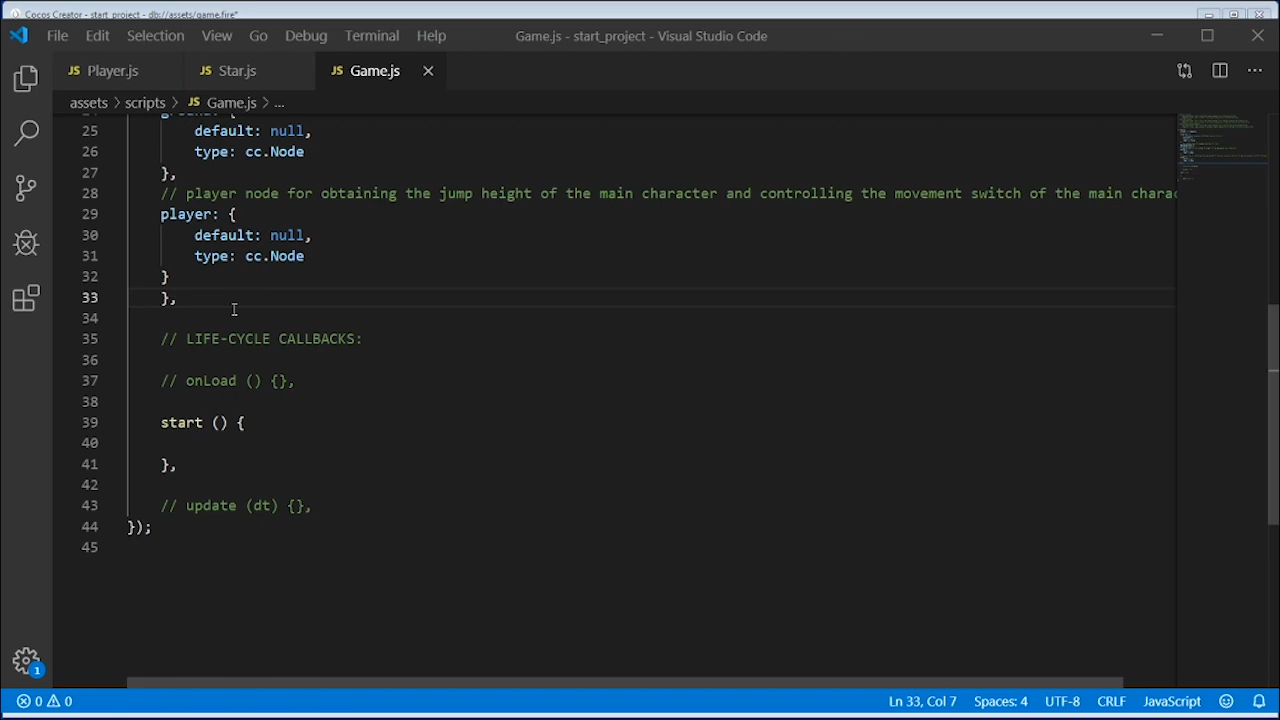 Cocos Creator - start_project - db://assets/game.fire*
File Edit Selection View Go Debug Terminal Help Game.js - start_project - Visual Studio Code
JS Player.js JS Star.js JS Game.js
assets > scripts > JS Game.js > ...
25 default: null,
26 type: cc.Node
27 },
28 // player node for obtaining the jump height of the main character and controlling the movement switch of the main charac
29 player: {
30 default: null,
31 type: cc.Node
32 }
33 },
34
35 // LIFE-CYCLE CALLBACKS:
36
37 // onLoad () {},
38
39 start () {
40
41 },
42
43 // update (dt) {},
44 });
45
1
0 0 Ln 33, Col 7 Spaces: 4 UTF-8 CRLF JavaScript